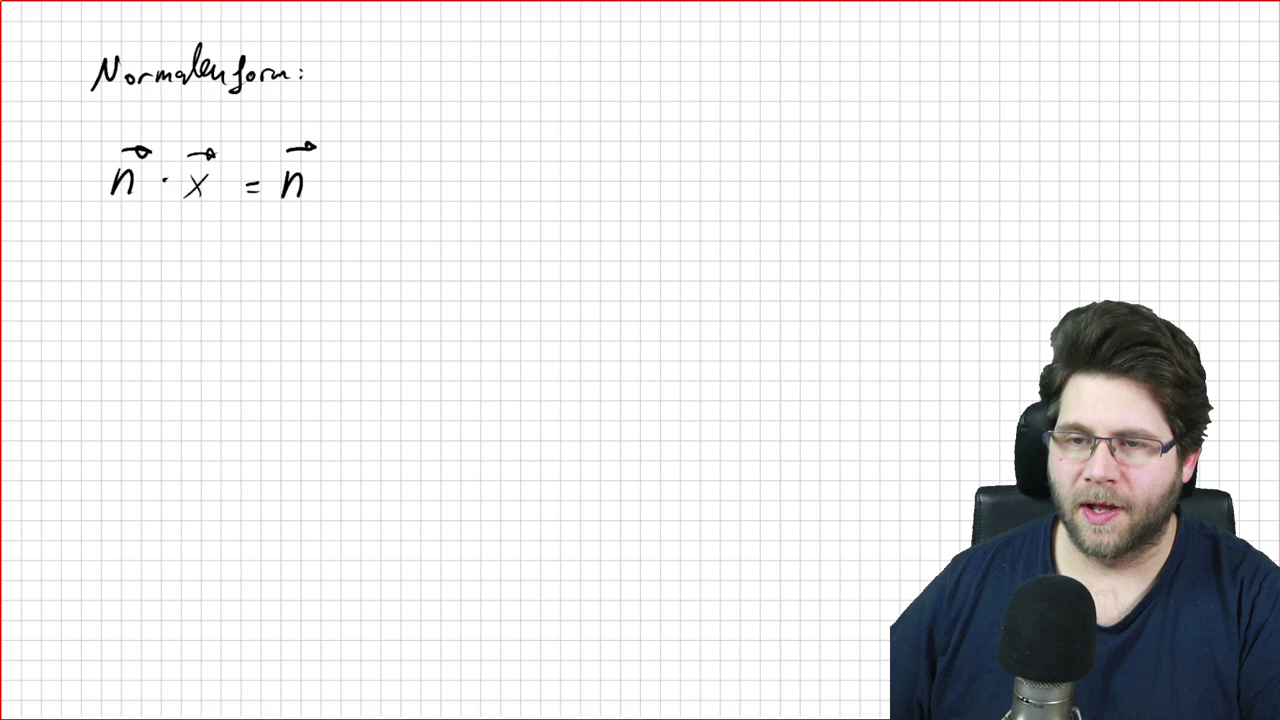 Normalenform:
n⃗ · x⃗ = n⃗